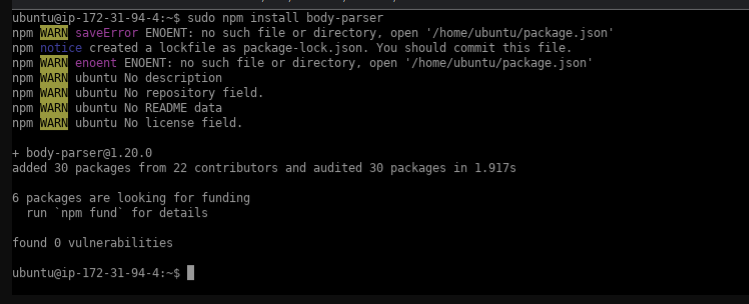 ubuntu@ip-172-31-94-4:~$ sudo npm install body-parser
npm WARN saveError ENOENT: no such file or directory, open '/home/ubuntu/package.json'
npm notice created a lockfile as package-lock.json. You should commit this file.
npm WARN enoent ENOENT: no such file or directory, open '/home/ubuntu/package.json'
npm WARN ubuntu No description
npm WARN ubuntu No repository field.
npm WARN ubuntu No README data
npm WARN ubuntu No license field.
+ body-parser@1.20.0
added 30 packages from 22 contributors and audited 30 packages in 1.917s
6 packages are looking for funding
  run `npm fund` for details
found 0 vulnerabilities
ubuntu@ip-172-31-94-4:~$